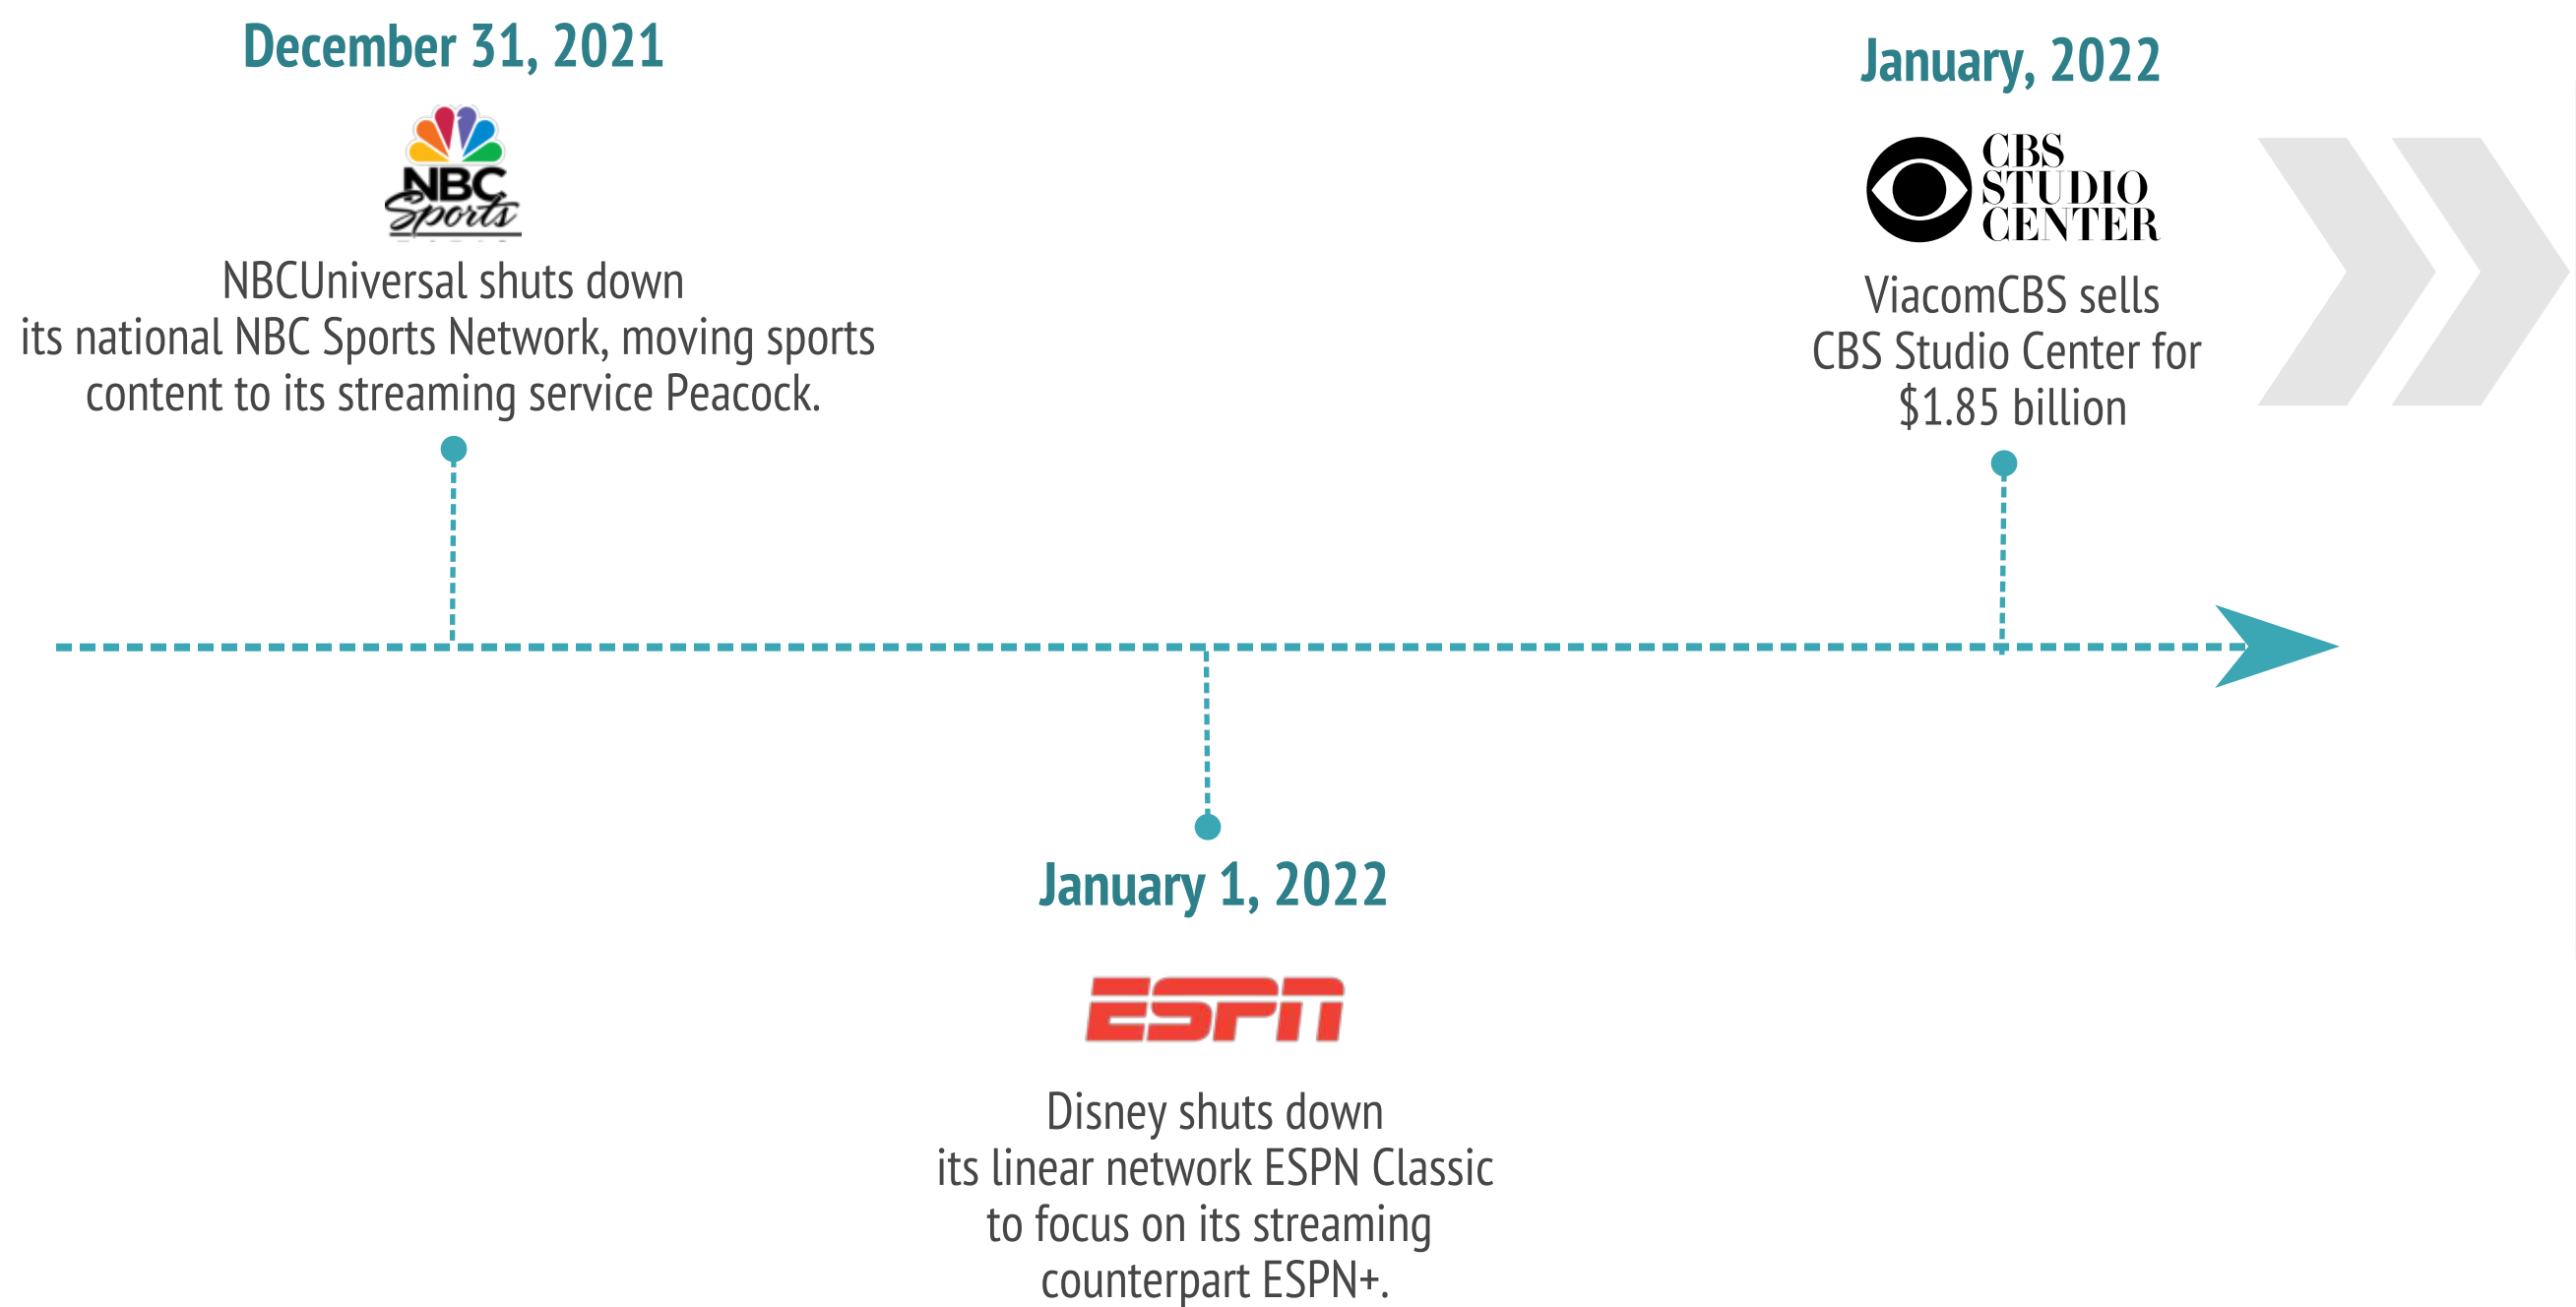 December 31, 2021
NBC
Sports
NBCUniversal shuts down
its national NBC Sports Network, moving sports
content to its streaming service Peacock.
January 1, 2022
ESPN
Disney shuts down
its linear network ESPN Classic
to focus on its streaming
counterpart ESPN+.
January, 2022
CBS
STUDIO
CENTER
ViacomCBS sells
CBS Studio Center for
$1.85 billion